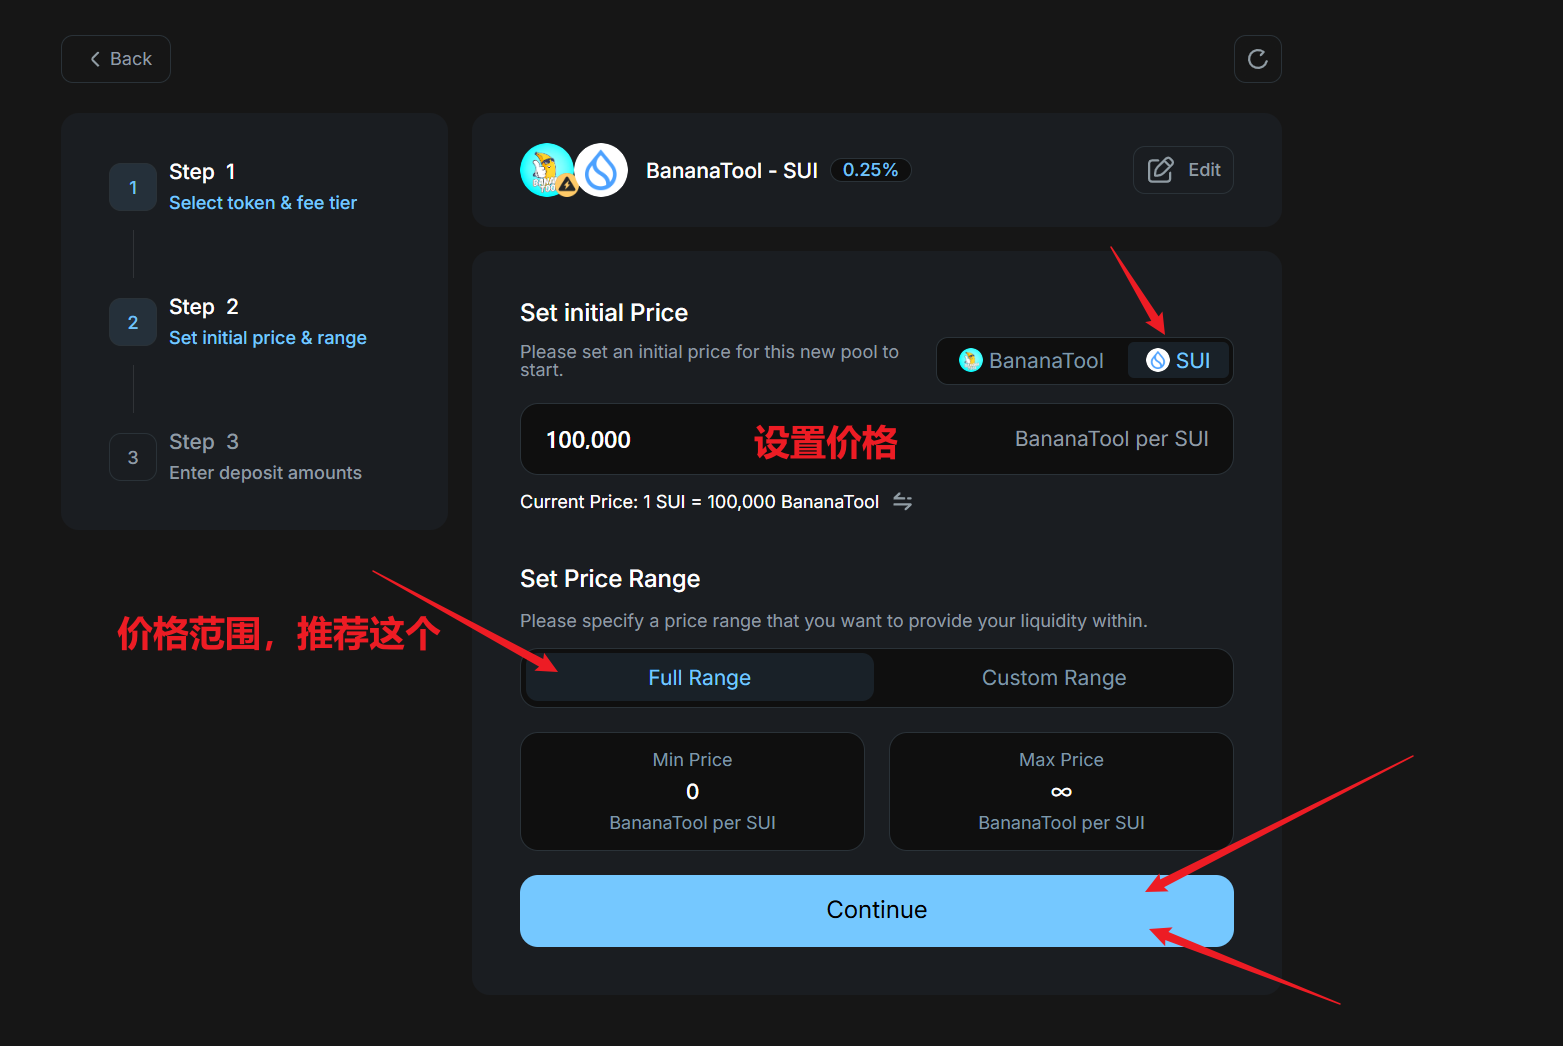 Back
1
Step 1
Select token & fee tier
2
Step 2
Set initial price & range
3
Step 3
Enter deposit amounts
BananaTool - SUI
0.25%
Edit
Set initial Price
Please set an initial price for this new pool to
start.
BananaTool
SUI
100,000
设置价格
BananaTool per SUI
Current Price: 1 SUI = 100,000 BananaTool
Set Price Range
Please specify a price range that you want to provide your liquidity within.
价格范围，推荐这个
Full Range
Custom Range
Min Price
0
BananaTool per SUI
Max Price
∞
BananaTool per SUI
Continue